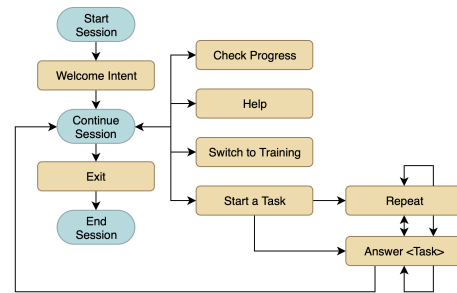 Start
Session
Welcome Intent
Continue
Session
Exit
End
Session
Check Progress
Help
Switch to Training
Start a Task
Repeat
Answer <Task>